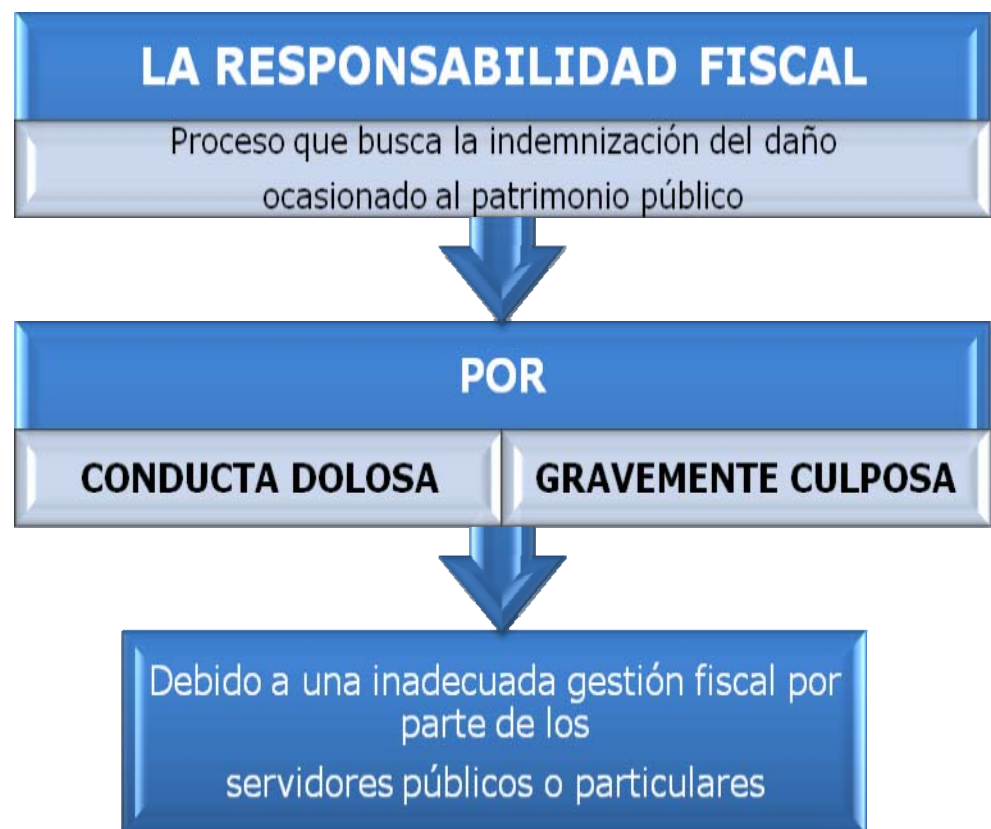 LA RESPONSABILIDAD FISCAL
Proceso que busca la indemnización del daño
ocasionado al patrimonio público
POR
CONDUCTA DOLOSA
GRAVEMENTE CULPOSA
Debido a una inadecuada gestión fiscal por
parte de los
servidores públicos o particulares